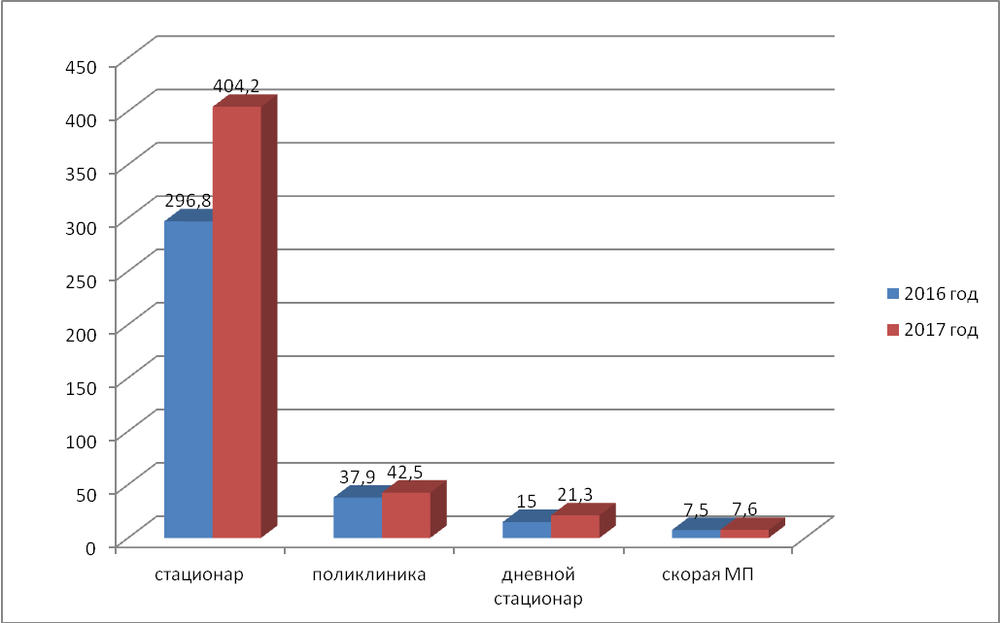 450
400
350
300
250
200
150
100
50
0
296,8
404,2
37,9
42,5
15
21,3
7,5
7,6
стационар
поликлиника
дневной
стационар
скорая МП
2016 год
2017 год